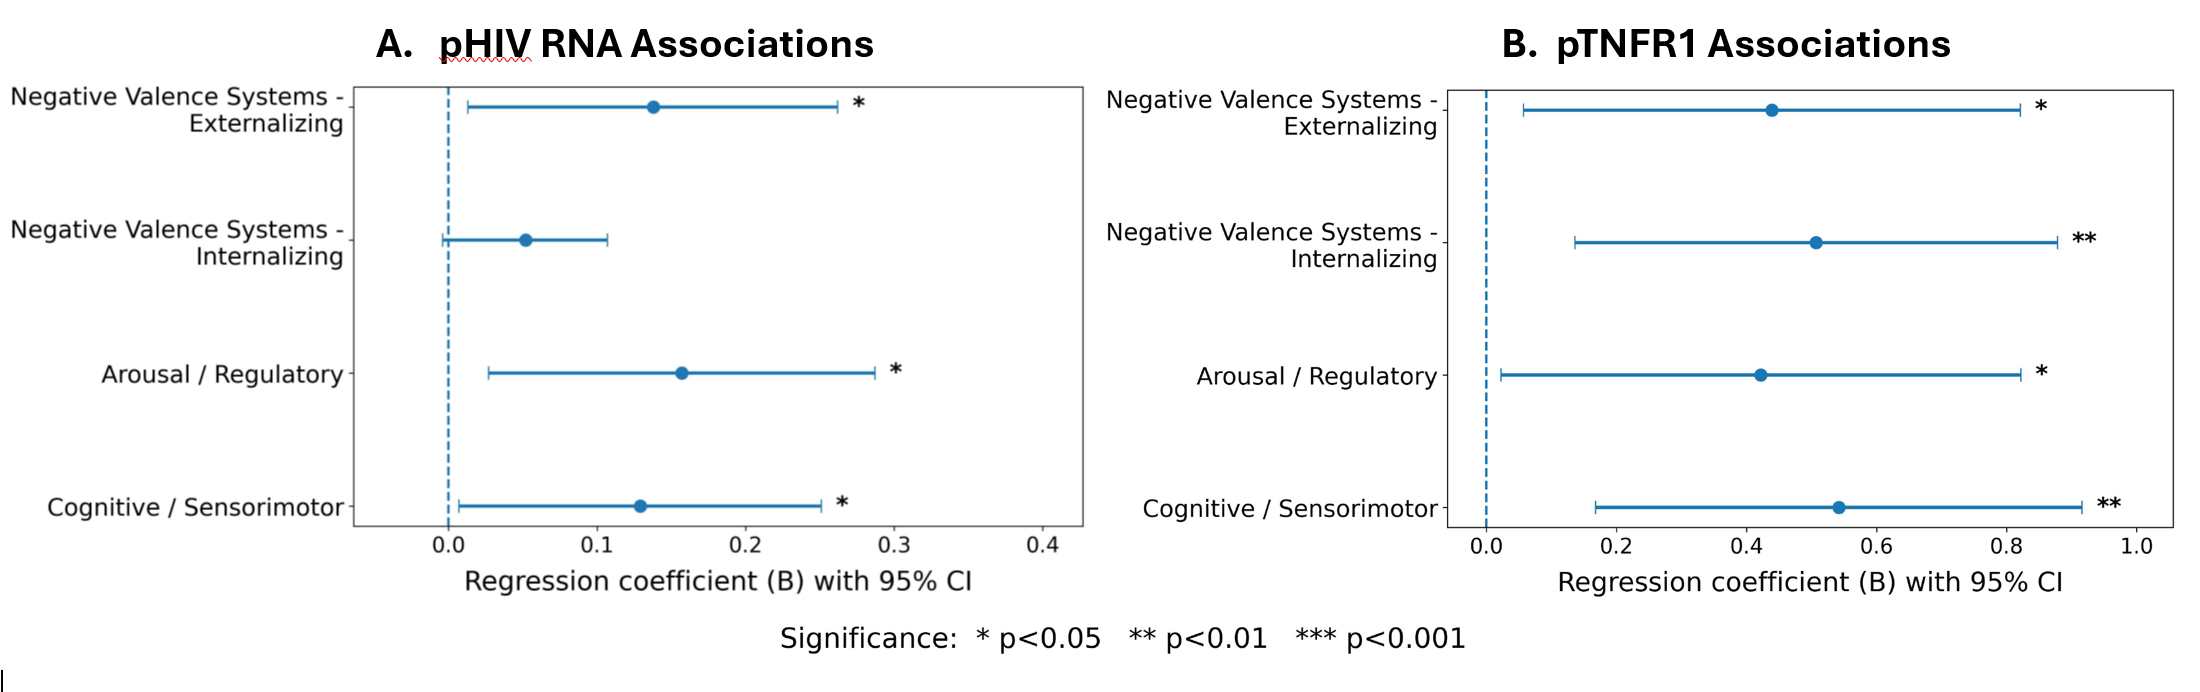 A. pHIV RNA Associations
Negative Valence Systems -
Externalizing
*
Negative Valence Systems -
Internalizing
Arousal / Regulatory
*
Cognitive / Sensorimotor
*
0.0 0.1 0.2 0.3 0.4
Regression coefficient (B) with 95% CI
B. pTNFR1 Associations
Negative Valence Systems -
Externalizing
*
Negative Valence Systems -
Internalizing
**
Arousal / Regulatory
*
Cognitive / Sensorimotor
**
0.0 0.2 0.4 0.6 0.8 1.0
Regression coefficient (B) with 95% CI
Significance: * p<0.05 ** p<0.01 *** p<0.001